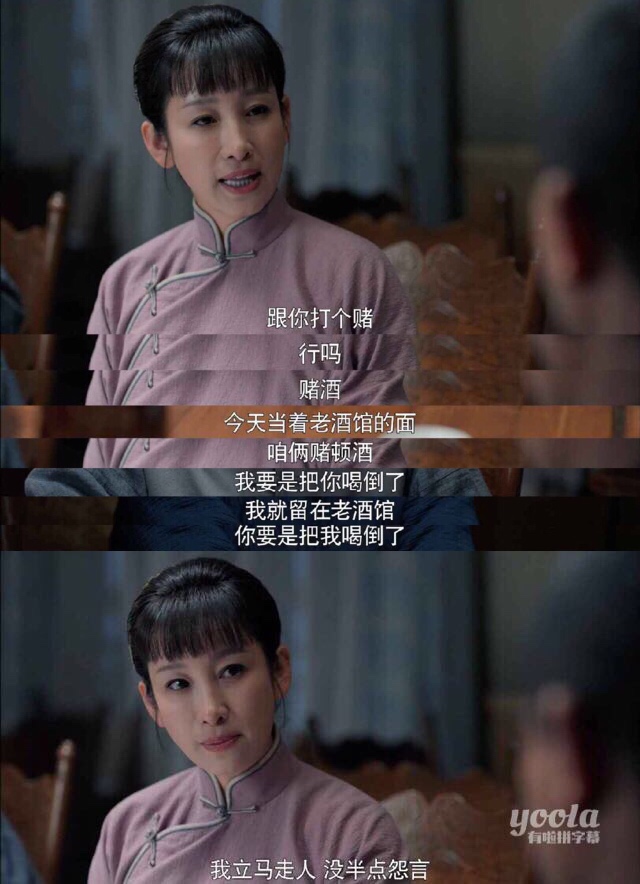 跟你打个赌
行吗
赌酒
今天当着老酒馆的面
咱俩赌顿酒
我要是把你喝倒了
我就留在老酒馆
你要是把我喝倒了
yoola
有啦拼字幕
我立马走人 没半点怨言